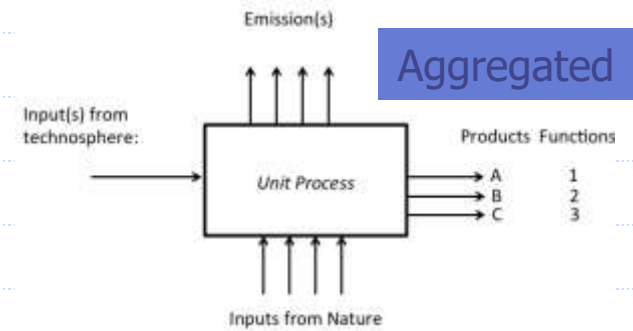 Emission(s)
Aggregated
Input(s) from
technosphere:
Products Functions
Unit Process
A 1
B 2
C 3
Inputs from Nature